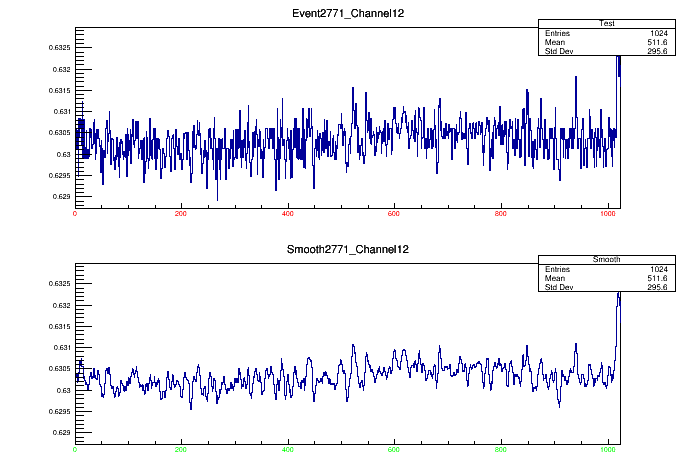 Event2771_Channel12
Test
Entries 1024
Mean 511.6
Std Dev 295.6
0.6325
0.632
0.6315
0.631
0.6305
0.63
0.6295
0.629
0 200 400 600 800 1000
Smooth2771_Channel12
Smooth
Entries 1024
Mean 511.6
Std Dev 295.6
0.6325
0.632
0.6315
0.631
0.6305
0.63
0.6295
0.629
0 200 400 600 800 1000